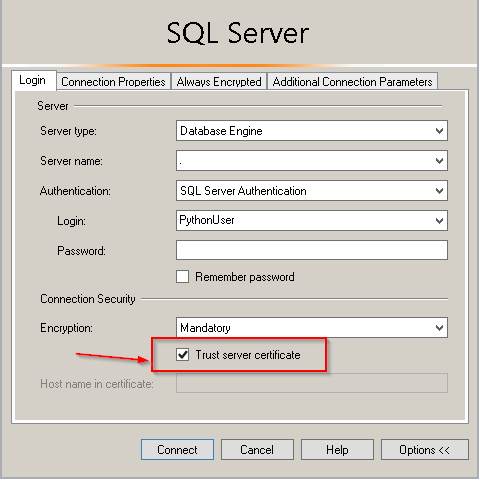 SQL Server
Login Connection Properties Always Encrypted Additional Connection Parameters
Server
Server type: Database Engine
Server name: .
Authentication: SQL Server Authentication
Login: PythonUser
Password:
Remember password
Connection Security
Encryption: Mandatory
Trust server certificate
Host name in certificate:
Connect Cancel Help Options <<